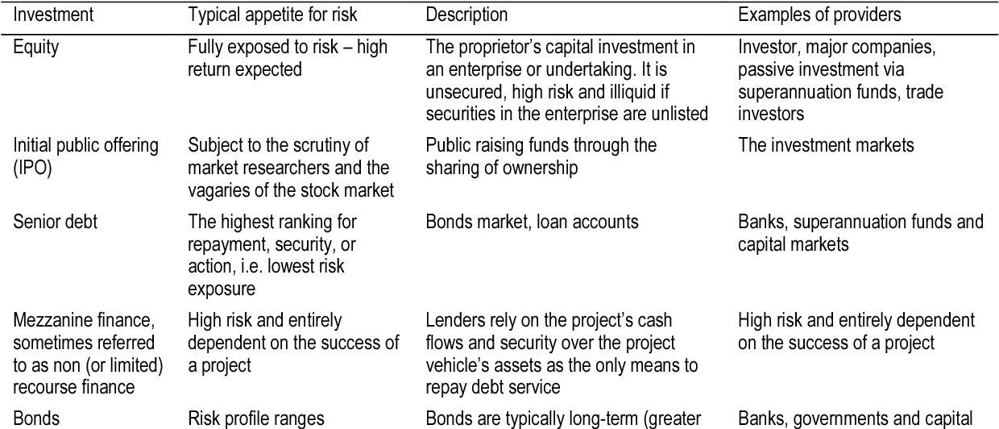 Investment Typical appetite for risk Description Examples of providers
Equity Fully exposed to risk – high The proprietor's capital investment in Investor, major companies,
return expected an enterprise or undertaking. It is passive investment via
unsecured, high risk and illiquid if superannuation funds, trade
securities in the enterprise are unlisted investors
Initial public offering Subject to the scrutiny of Public raising funds through the The investment markets
(IPO) market researchers and the sharing of ownership
vagaries of the stock market
Senior debt The highest ranking for Bonds market, loan accounts Banks, superannuation funds and
repayment, security, or capital markets
action, i.e. lowest risk
exposure
Mezzanine finance, High risk and entirely Lenders rely on the project's cash High risk and entirely dependent
sometimes referred dependent on the success of flows and security over the project on the success of a project
to as non (or limited) a project vehicle's assets as the only means to
recourse finance repay debt service
Bonds Risk profile ranges Bonds are typically long-term (greater Banks, governments and capital